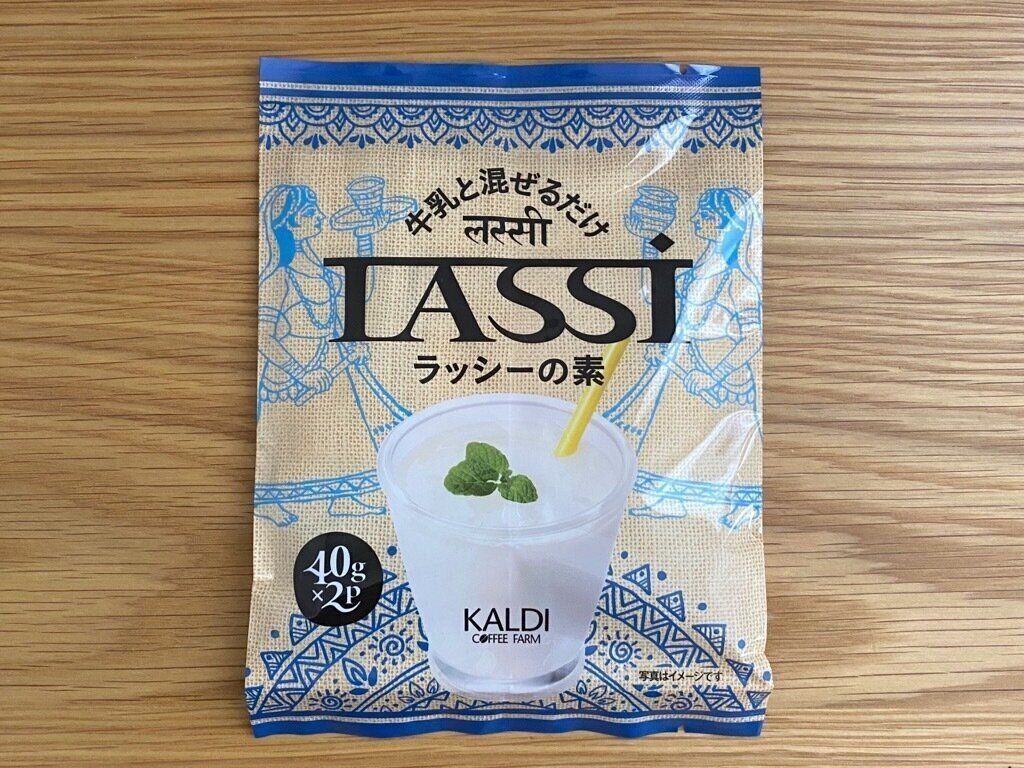 牛乳と混ぜるだけ
लस्सी
LASSi
ラッシーの素
40g
×2p
KALDI
COFFEE FARM
写真はイメージです